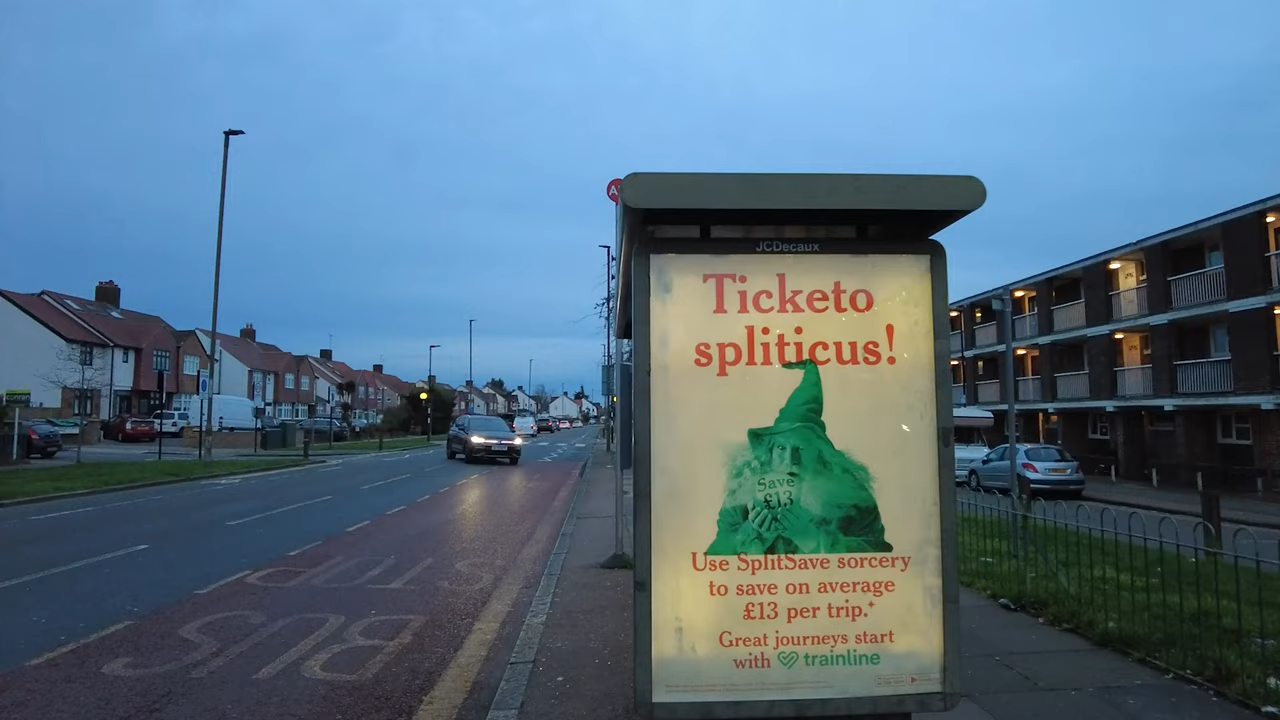 JCDecaux
Ticketo
spliticus!
Save
£13
Use SplitSave sorcery
to save on average
£13 per trip.✦
Great journeys start
with trainline
STOP
BUS